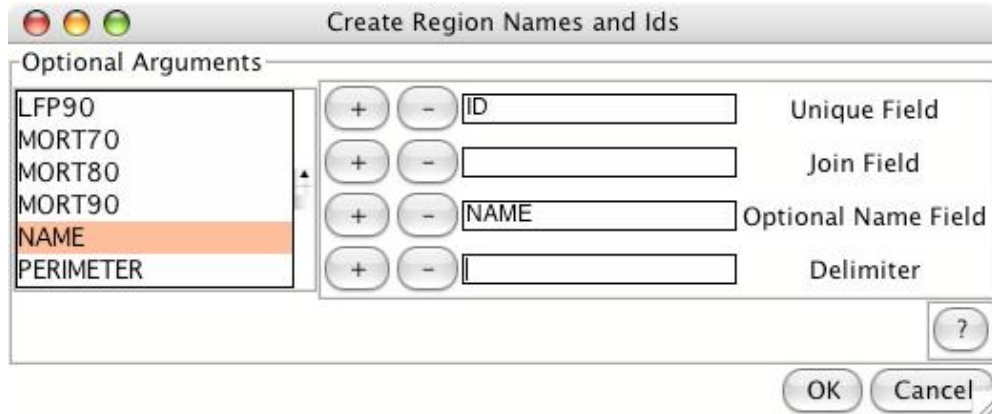 Create Region Names and Ids
Optional Arguments
LFP90
MORT70
MORT80
MORT90
NAME
PERIMETER
+ - ID Unique Field
+ - Join Field
+ - NAME Optional Name Field
+ - Delimiter
?
OK Cancel